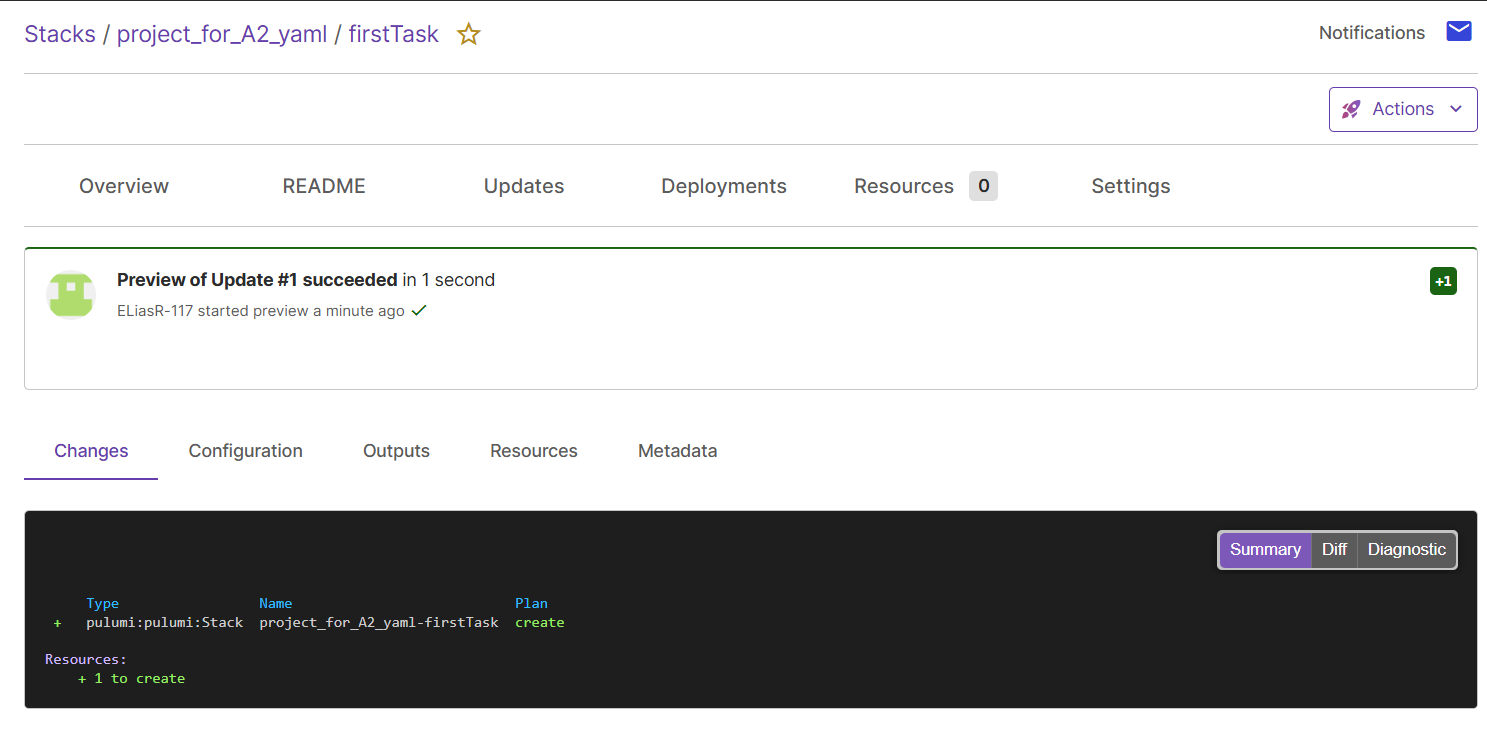 Stacks / project_for_A2_yaml / firstTask
Notifications
Actions
Overview README Updates Deployments Resources 0 Settings
Preview of Update #1 succeeded in 1 second
+1
ELiasR-117 started preview a minute ago
Changes Configuration Outputs Resources Metadata
Summary Diff Diagnostic
Type Name Plan
+ pulumi:pulumi:Stack project_for_A2_yaml-firstTask create
Resources:
+ 1 to create